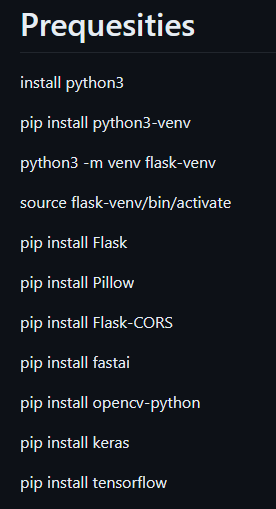 Prequesities
install python3
pip install python3-venv
python3 -m venv flask-venv
source flask-venv/bin/activate
pip install Flask
pip install Pillow
pip install Flask-CORS
pip install fastai
pip install opencv-python
pip install keras
pip install tensorflow